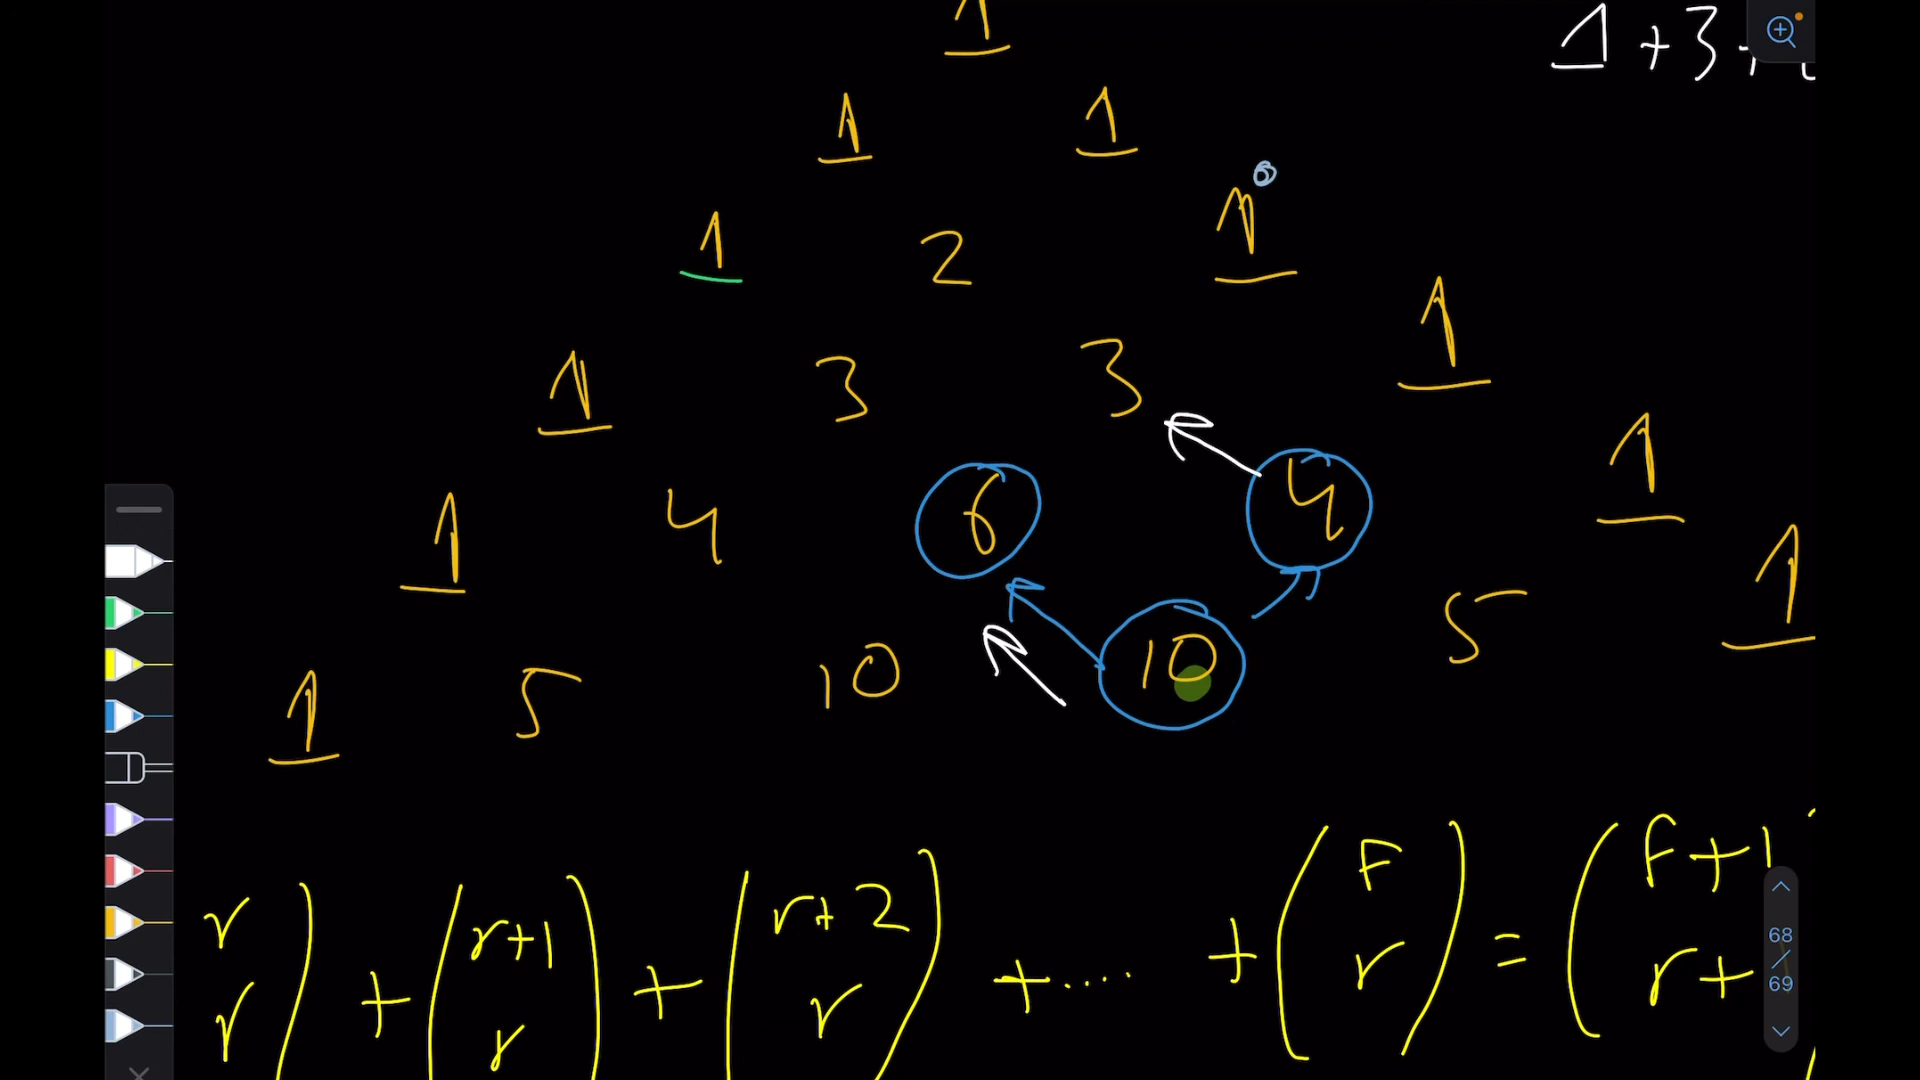 1
1 + 3 +
1 1
1 2 1
1 3 3 1
1 4 6 4 1
1 5 10 10 5 1
(r r) + (r+1 r) + (r+2 r) + .... + (F r) = (F+1 r+
68
/
69